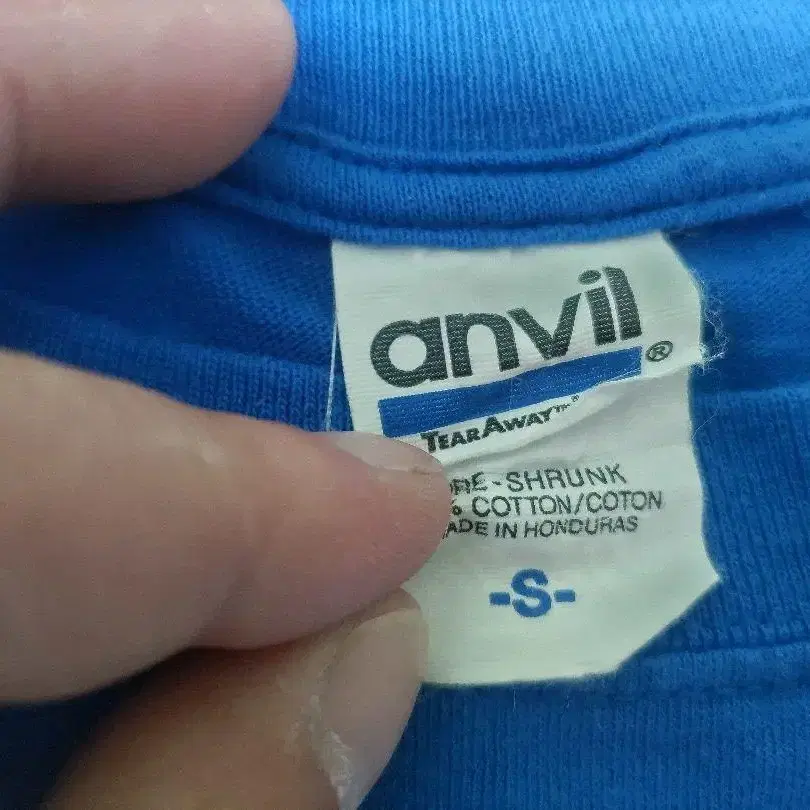 anvil®
TEARAWAY™
RE-SHRUNK
% COTTON/COTON
ADE IN HONDURAS
-S-